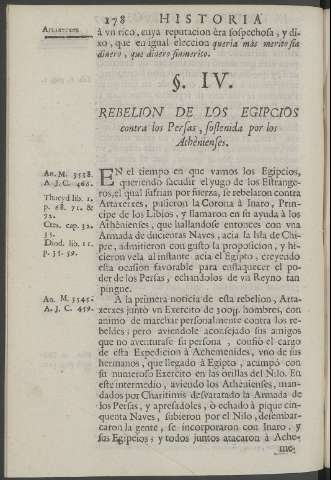 178 HISTORIA
à vn rico, cuya reputacion era sospechosa, y di-
xo, que en igual eleccion queria màs merito sin
dinero, que dinero sin merito.
§. IV.
REBELION DE LOS EGIPCIOS
contra los Persas, sostenida por los
Athenienses.
An. M. 3538.
A. J. C. 466.
Thucyd lib. 1.
p. 68. 71. &
72.
Ctes. cap. 32.
35.
Diod. lib. 11.
p. 54. 59.
EN el tiempo en que vamos los Egipcios,
queriendo sacudir el yugo de los Estrange-
ros, el qual sufrian por fuerza, se rebelaron contra
Artaxerxes, pusieron la Corona à Inaro, Prin-
cipe de los Libios, y llamaron en su ayuda à los
Athènienses, que hallandose entonces con vna
Armada de ducientas Naves, acia la Isla de Chi-
pre, admitieron con gusto la proposicion, y hi-
cieron vela al instante acia el Egipto, creyendo
esta ocasion favorable para enflaquecer el po-
der de los Persas, echandolos de vn Reyno tan
pingue.
An. M. 3545.
A. J. C. 459.
A la primera noticia de esta rebelion, Arta-
xerxes juntò vn Exercito de 300U. hombres, con
animo de marchar personalmente contra los re-
beldes; pero aviendole aconsejado sus amigos
que no aventurase su persona, confiò el cargo
de esta Expedicion à Achemenides, vno de sus
hermanos, que llegado à Egipto, acampò con
su numeroso Exercito en las orillas del Nilo. En
este intermedio, aviendo los Athènienses, man-
dados por Charitimis desvaratado la Armada de
los Persas, y apresadoles, ò echado à pique cin-
quenta Naves, subieron por el Nilo, desembar-
caron la gente, se incorporaron con Inaro, y
sus Egipcios; y todos juntos atacaron à Ache-
me-